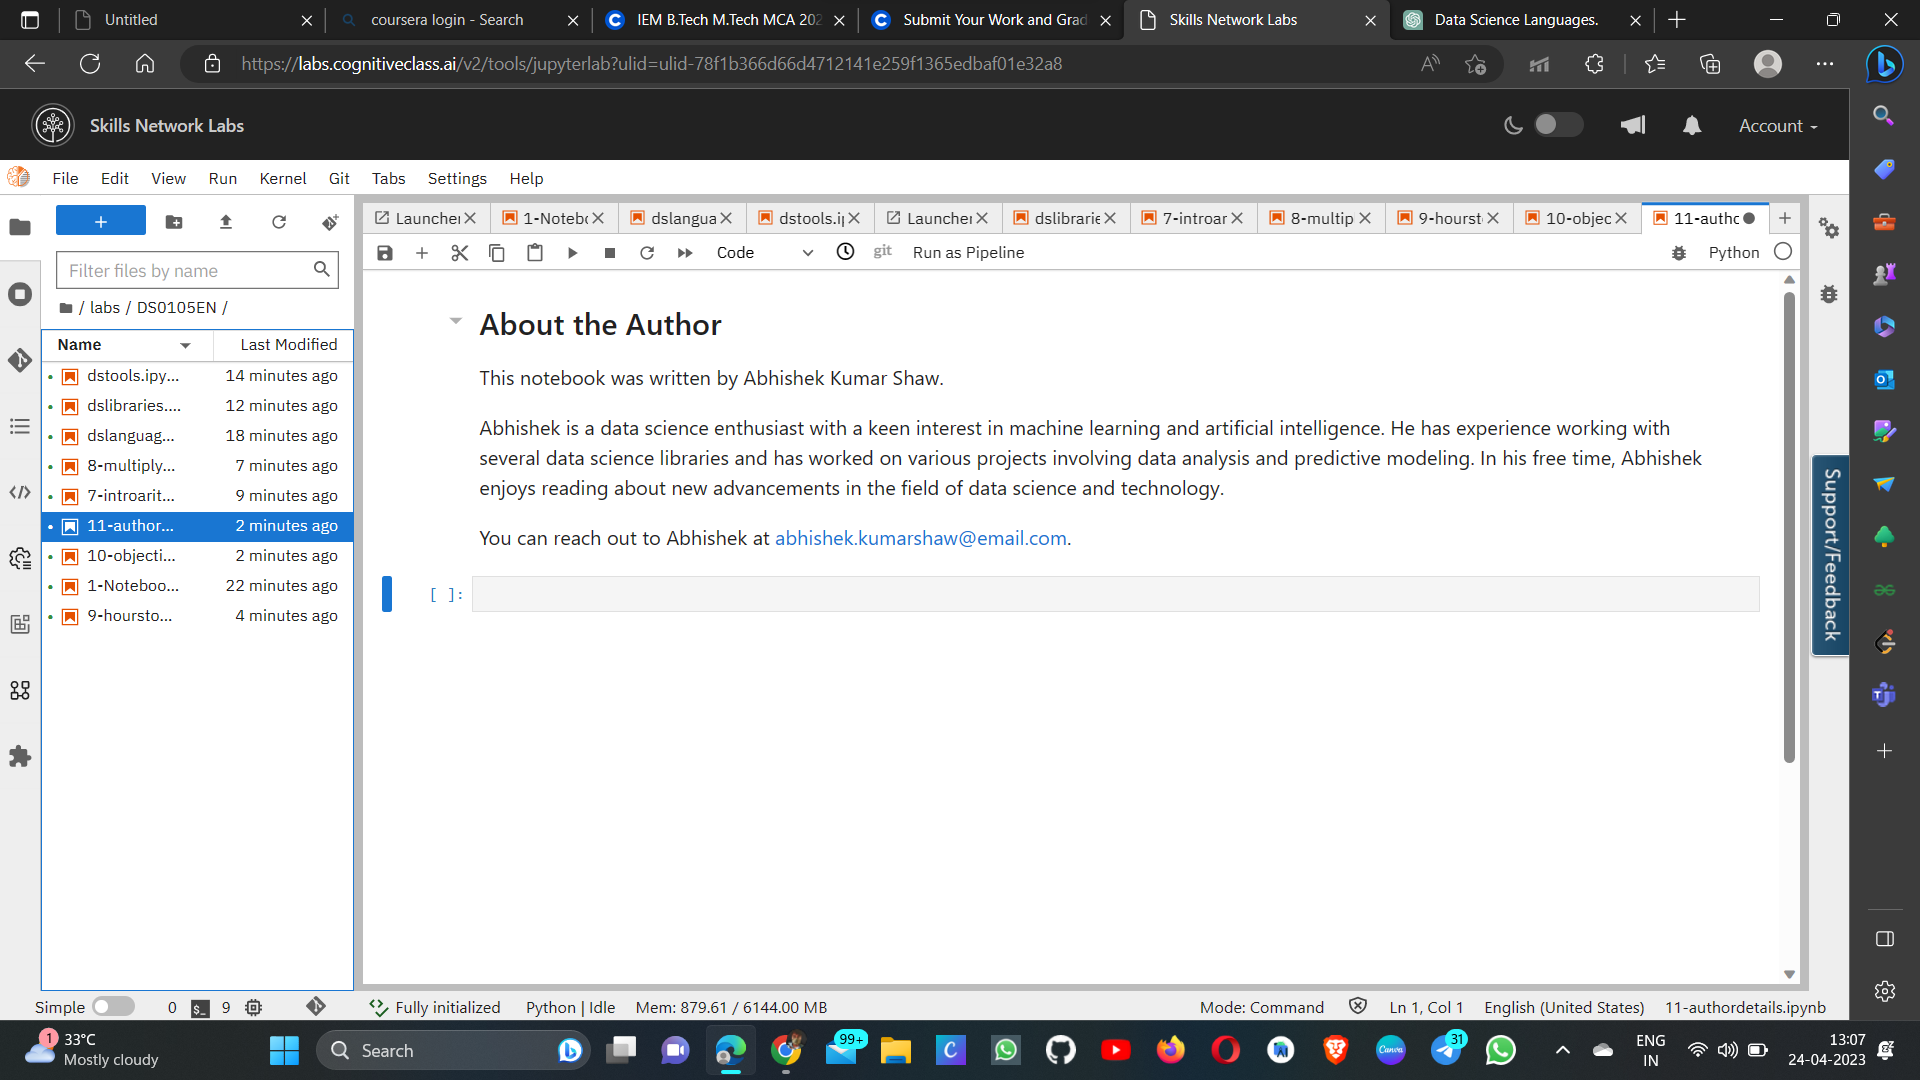 Untitled
coursera login - Search
IEM B.Tech M.Tech MCA 202
Submit Your Work and Grad
Skills Network Labs
Data Science Languages.
https://labs.cognitiveclass.ai/v2/tools/jupyterlab?ulid=ulid-78f1b366d66d4712141e259f1365edbaf01e32a8
Skills Network Labs
Account
File Edit View Run Kernel Git Tabs Settings Help
Launcher 1-Notebo dslangua dstools.ip Launcher dslibrarie 7-introar 8-multip 9-hoursto 10-objec 11-autho
Code git Run as Pipeline Python
Filter files by name
/ labs / DS0105EN /
Name Last Modified
dstools.ipy... 14 minutes ago
dslibraries.... 12 minutes ago
dslanguag... 18 minutes ago
8-multiply... 7 minutes ago
7-introarit... 9 minutes ago
11-author... 2 minutes ago
10-objecti... 2 minutes ago
1-Noteboo... 22 minutes ago
9-hoursto... 4 minutes ago
About the Author
This notebook was written by Abhishek Kumar Shaw.
Abhishek is a data science enthusiast with a keen interest in machine learning and artificial intelligence. He has experience working with
several data science libraries and has worked on various projects involving data analysis and predictive modeling. In his free time, Abhishek
enjoys reading about new advancements in the field of data science and technology.
You can reach out to Abhishek at abhishek.kumarshaw@email.com.
[ ]:
Support/Feedback
Simple 0 $_ 9 Fully initialized Python | Idle Mem: 879.61 / 6144.00 MB Mode: Command Ln 1, Col 1 English (United States) 11-authordetails.ipynb
1
33°C
Mostly cloudy
Search
99+
Canva
31
ENG
IN
13:07
24-04-2023